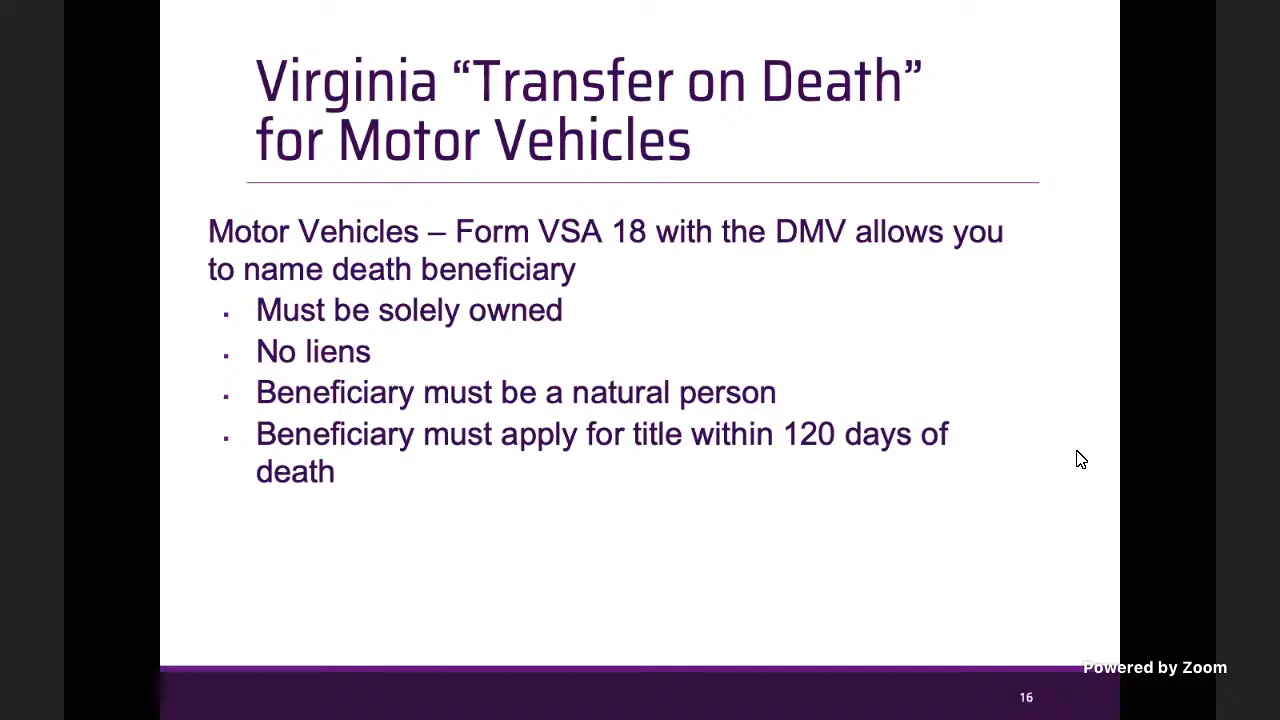 Virginia “Transfer on Death”
for Motor Vehicles
Motor Vehicles – Form VSA 18 with the DMV allows you
to name death beneficiary
▪ Must be solely owned
▪ No liens
▪ Beneficiary must be a natural person
▪ Beneficiary must apply for title within 120 days of
death
Powered by Zoom
16